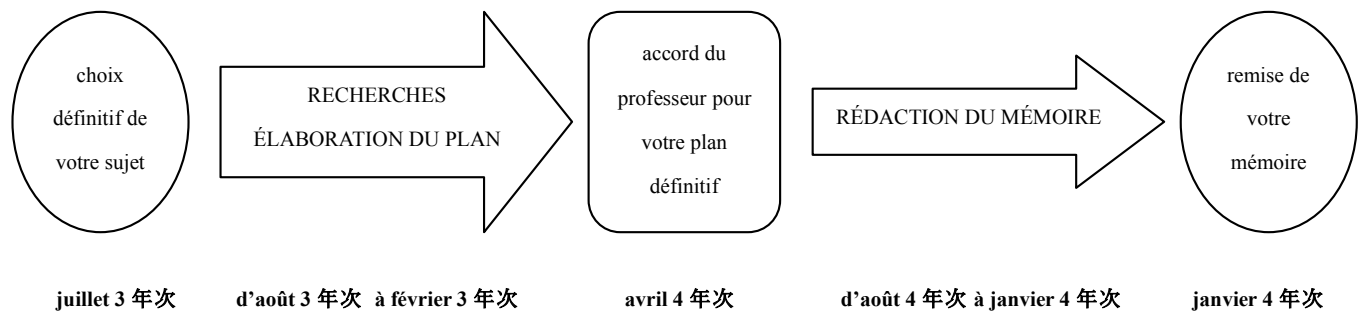 choix
définitif de
votre sujet
RECHERCHES
ÉLABORATION DU PLAN
accord du
professeur pour
votre plan
définitif
RÉDACTION DU MÉMOIRE
remise de
votre
mémoire
juillet 3 年次
d'août 3 年次 à février 3 年次
avril 4 年次
d'août 4 年次 à janvier 4 年次
janvier 4 年次